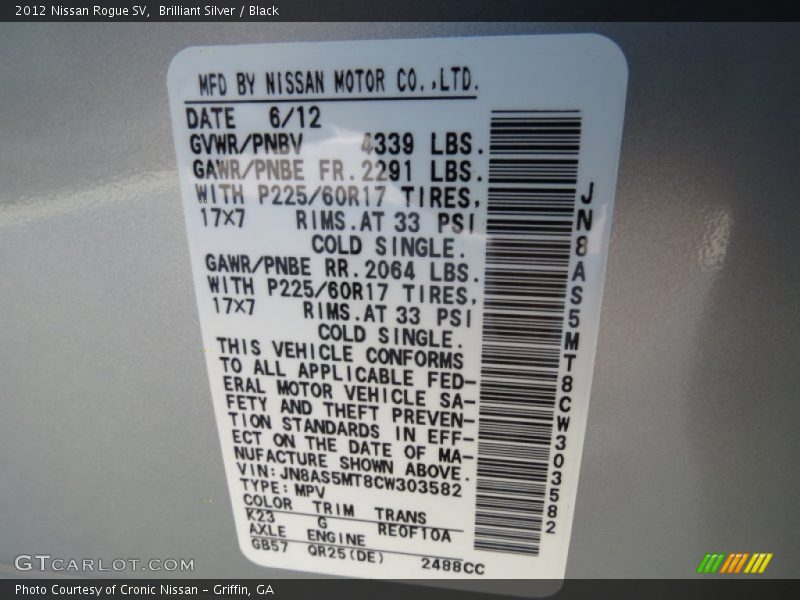 2012 Nissan Rogue SV,  Brilliant Silver / Black
MFD BY NISSAN MOTOR CO.,LTD.
DATE 6/12
GVWR/PNBV 4339 LBS.
GAWR/PNBE FR.2291 LBS.
WITH P225/60R17 TIRES,
17X7 RIMS.AT 33 PSI
COLD SINGLE.
GAWR/PNBE RR.2064 LBS.
WITH P225/60R17 TIRES,
17X7 RIMS.AT 33 PSI
COLD SINGLE.
THIS VEHICLE CONFORMS
TO ALL APPLICABLE FED-
ERAL MOTOR VEHICLE SA-
FETY AND THEFT PREVEN-
TION STANDARDS IN EFF-
ECT ON THE DATE OF MA-
NUFACTURE SHOWN ABOVE.
VIN:JN8AS5MT8CW303582
TYPE:MPV
COLOR TRIM TRANS
K23 G RE0F10A
AXLE ENGINE
GB57 QR25(DE) 2488CC
JN8AS5MT8CW303582
GTCARLOT.COM
Photo Courtesy of Cronic Nissan - Griffin, GA